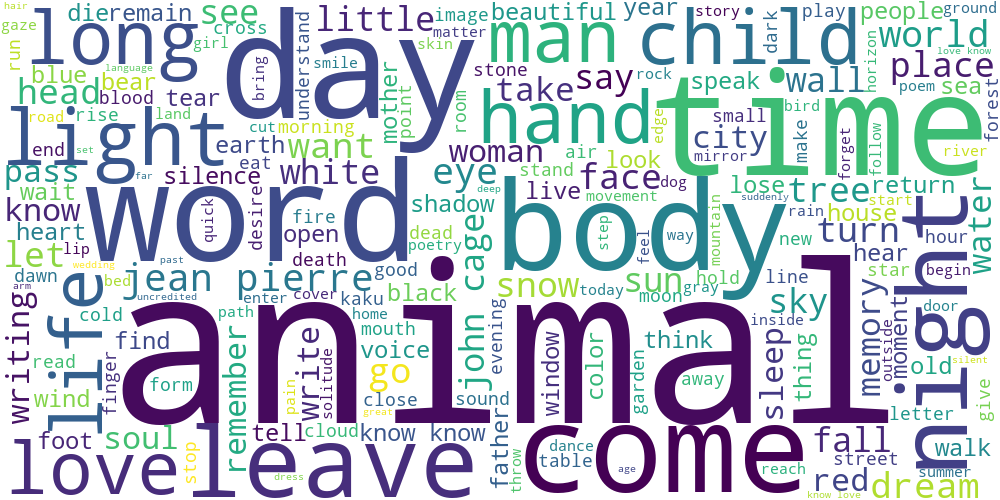 hair
gaze
run
long
die
remain
cross
see
girl
day
bring
understand
little
smile
image
matter
skin
beautiful
year
man
story
play
child
dark
people
ground
world
love know
horizon
place
language
blue
head
bear
blood
tear
road
rise
land
mother
point
room
stone
take
say
rock
speak
wall
bird
poem
sea
forest
light
end
set
cut
morning
earth
want
eat
hand
edge
time
small
city
mirror
make
forget
follow
river
pass
far
silence
white
woman
air
look
wait
word
quick
desire
eye
deep
stand
live
face
dog
movement
lose
tree
return
suddenly
start
know
heart
fire
open
shadow
dead
poetry
body
step
feel
way
mountain
rain
house
new
turn
hour
night
water
let
lip
death
wedding
past
dawn
bed
jean pierre
good
cage
john
snow
today
sun
hold
moon
gray
line
hear
star
begin
sky
arm
uncredited
enter
cover
kaku
home
black
inside
door
outside
moment
memory
writing
life
cold
path
animal
mouth
evening
find
voice
think
read
wind
finger
form
remember
pain
write
solitude
go
close
great
sound
window
color
garden
away
sleep
thing
old
silent
letter
give
foot
soul
stop
tell
cloud
know know
father
dance
table
come
age
reach
fall
street
walk
summer
love
leave
dress
throw
know love
red
dream